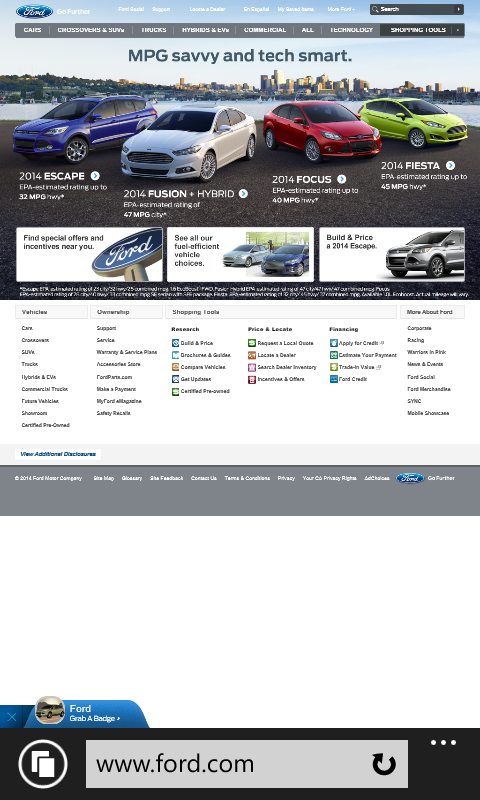 Ford Go Further Ford Social Support Locate a Dealer En Español My Saved Items More Ford Search
CARS CROSSOVERS & SUVs TRUCKS HYBRIDS & EVs COMMERCIAL ALL TECHNOLOGY SHOPPING TOOLS
MPG savvy and tech smart.
2014 ESCAPE
EPA-estimated rating up to
32 MPG hwy*
2014 FUSION + HYBRID
EPA-estimated rating of
47 MPG city*
2014 FOCUS
EPA-estimated rating up to
40 MPG hwy*
2014 FIESTA
EPA-estimated rating up to
45 MPG hwy*
Find special offers and
incentives near you.
Ford
See all our
fuel-efficient
vehicle
choices.
Build & Price
a 2014 Escape.
Vehicles
Cars
Crossovers
SUVs
Trucks
Hybrids & EVs
Commercial Trucks
Future Vehicles
Showroom
Certified Pre-Owned
Ownership
Support
Service
Warranty & Service Plans
Accessories Store
FordParts.com
Make a Payment
MyFord eMagazine
Safety Recalls
Shopping Tools
Research
Build & Price
Brochures & Guides
Compare Vehicles
Get Updates
Certified Pre-owned
Price & Locate
Request a Local Quote
Locate a Dealer
Search Dealer Inventory
Incentives & Offers
Financing
Apply for Credit
Estimate Your Payment
Trade-In Value
Ford Credit
More About Ford
Corporate
Racing
Warriors in Pink
News & Events
Ford Social
Ford Merchandise
SYNC
Mobile Showcase
View Additional Disclosures
© 2014 Ford Motor Company Site Map Glossary Site Feedback Contact Us Terms & Conditions Privacy Your CA Privacy Rights AdChoices Ford Go Further
Ford
Grab A Badge >
www.ford.com